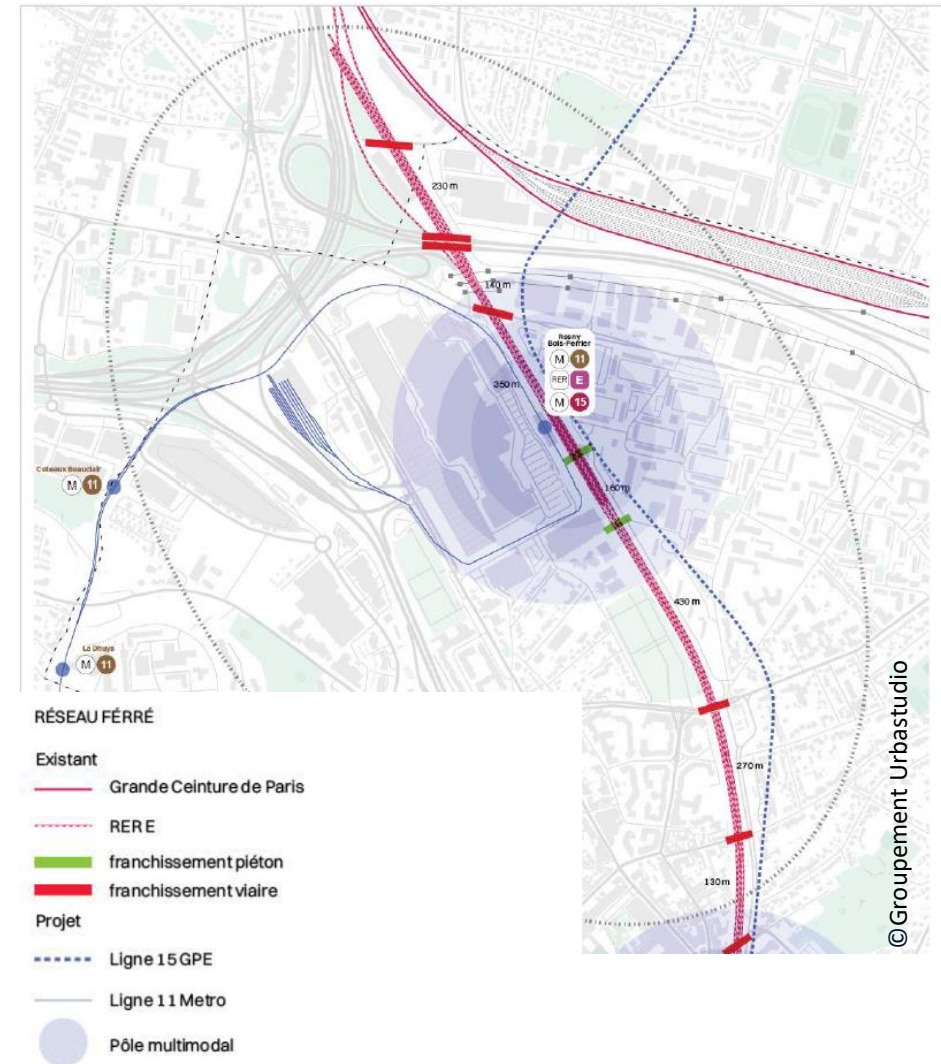 230 m
140 m
Rosny
Bois-Perrier
M 11
RER E
M 15
350 m
160 m
Coteaux Beauclair
M 11
430 m
La Dhuys
M 11
270 m
130 m
©Groupement Urbastudio
RÉSEAU FÉRRÉ
Existant
Grande Ceinture de Paris
RER E
franchissement piéton
franchissement viaire
Projet
Ligne 15 GPE
Ligne 11 Metro
Pôle multimodal